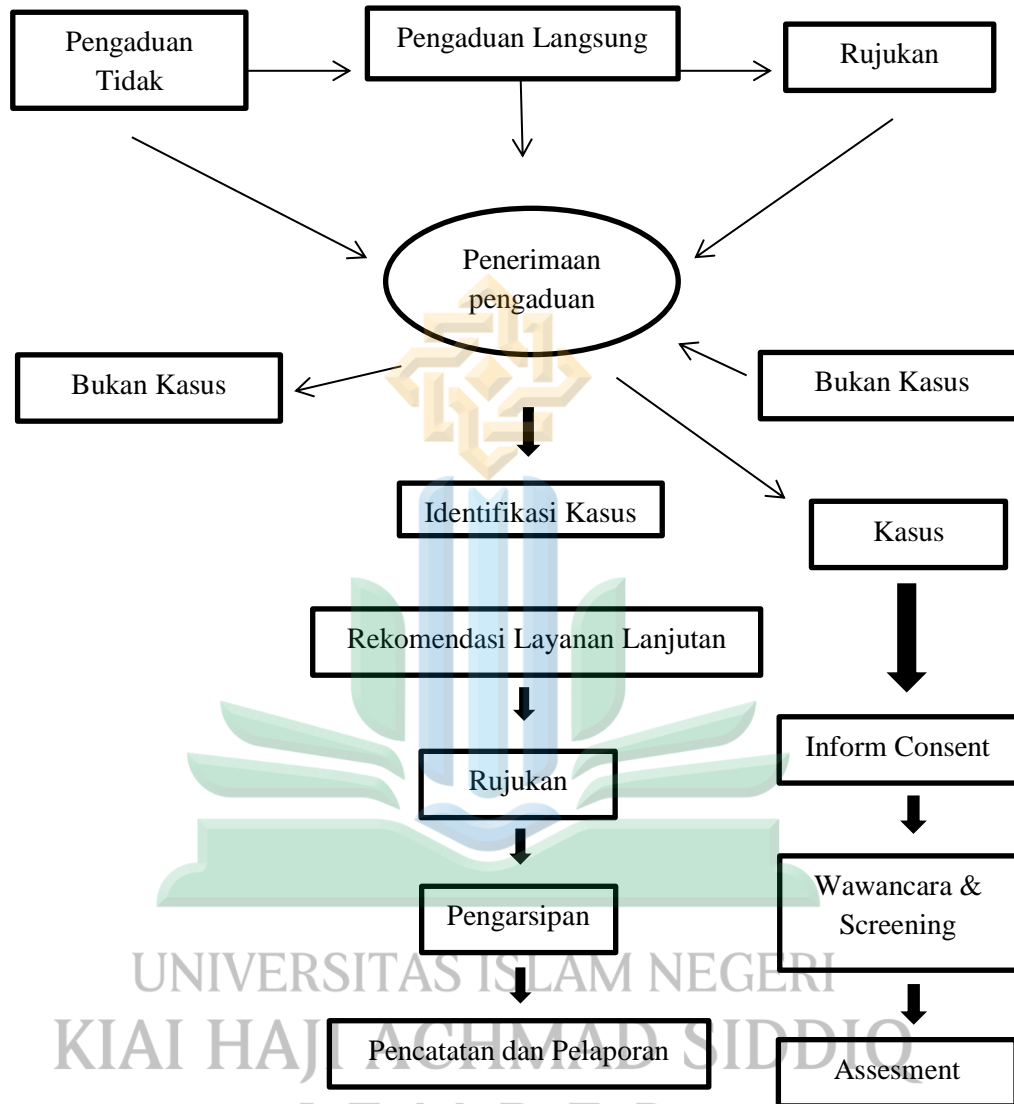 Pengaduan
Tidak
Pengaduan Langsung
Rujukan
Penerimaan
pengaduan
Bukan Kasus
Bukan Kasus
Identifikasi Kasus
Kasus
Rekomendasi Layanan Lanjutan
Inform Consent
Rujukan
Wawancara &
Screening
Pengarsipan
UNIVERSITAS ISLAM NEGERI
KIAI HAJI ACHMAD SIDDIQ
Pencatatan dan Pelaporan
Assesment